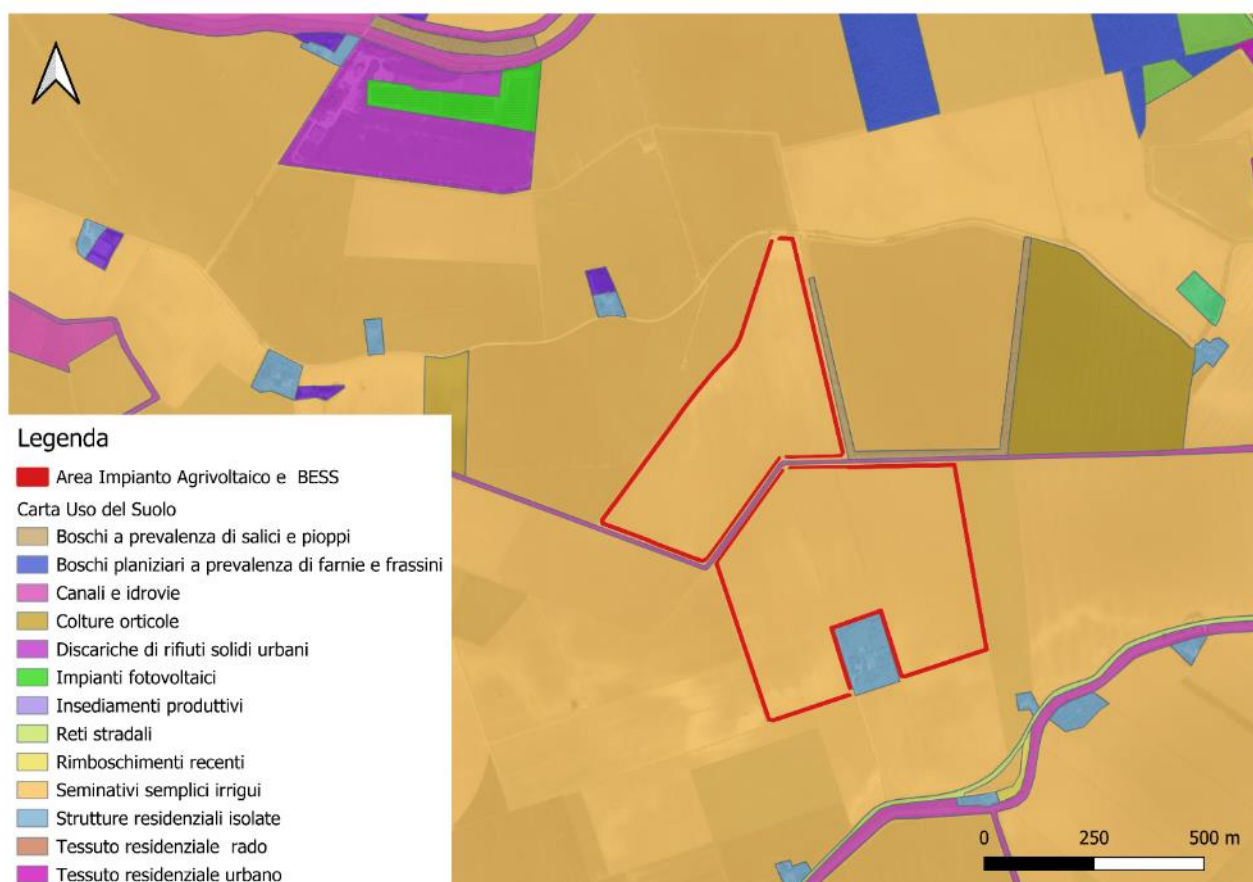 Legenda
Area Impianto Agrivoltaico e BESS
Carta Uso del Suolo
Boschi a prevalenza di salici e pioppi
Boschi planiziari a prevalenza di farnie e frassini
Canali e idrovie
Colture orticole
Discariche di rifiuti solidi urbani
Impianti fotovoltaici
Insediamenti produttivi
Reti stradali
Rimboschimenti recenti
Seminativi semplici irrigui
Strutture residenziali isolate
Tessuto residenziale rado
Tessuto residenziale urbano
0 250 500 m